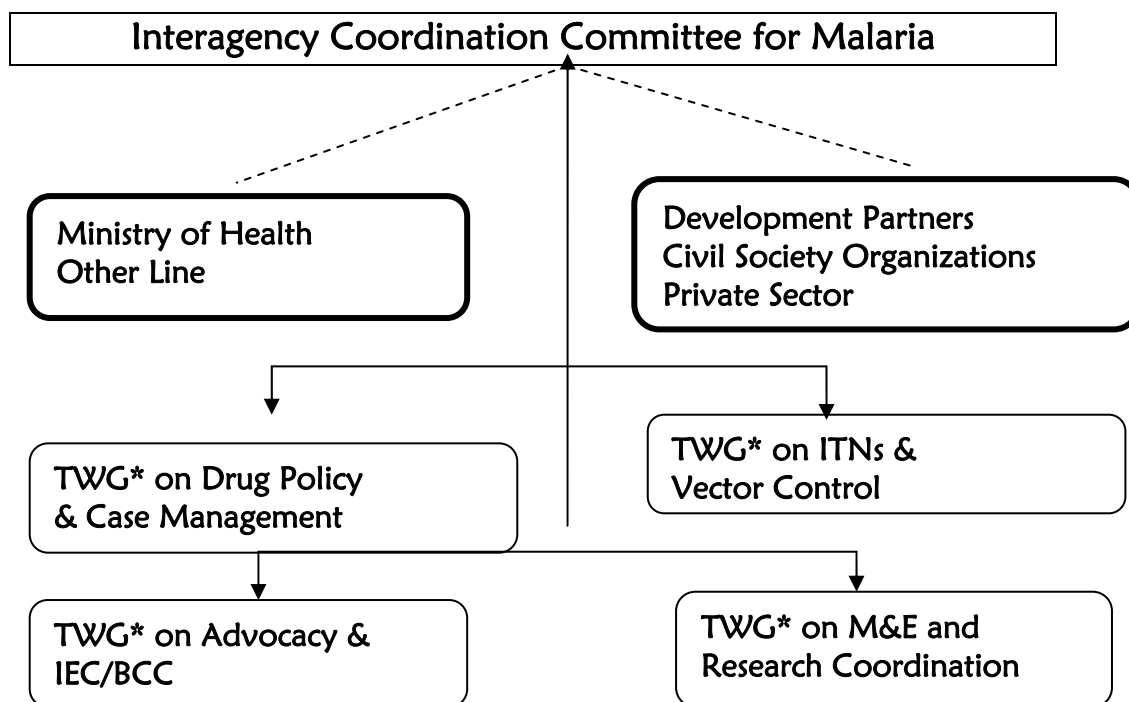 Interagency Coordination Committee for Malaria
Ministry of Health
Other Line
Development Partners
Civil Society Organizations
Private Sector
TWG* on Drug Policy
& Case Management
TWG* on ITNs &
Vector Control
TWG* on Advocacy &
IEC/BCC
TWG* on M&E and
Research Coordination